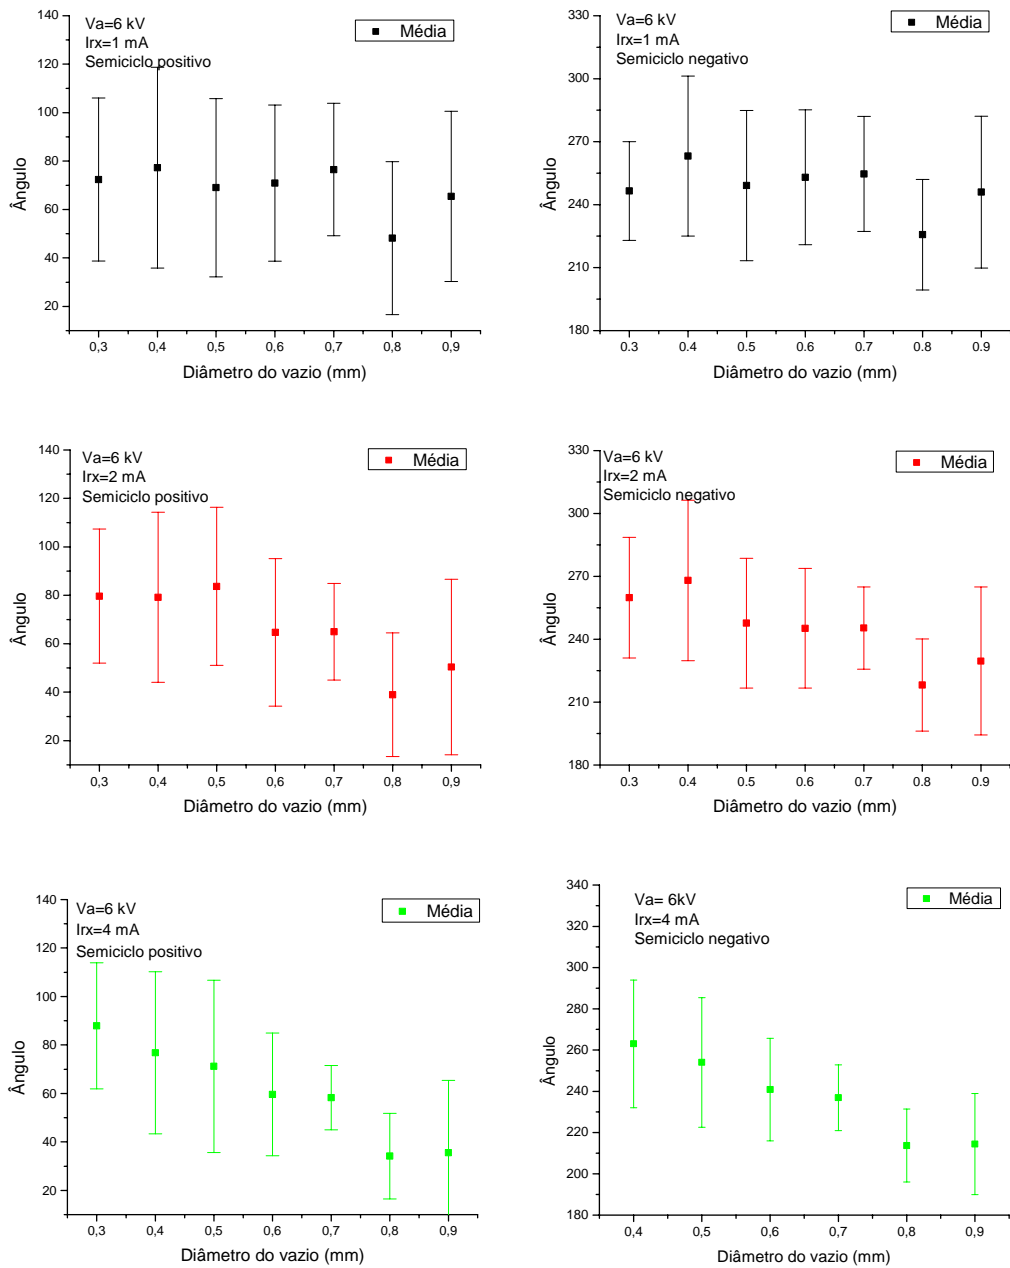 Va=6 kV
Irx=1 mA
Semiciclo positivo
Média
140
120
100
80
60
40
20
Ângulo
0,3 0,4 0,5 0,6 0,7 0,8 0,9
Diâmetro do vazio (mm)
Va=6 kV
Irx=1 mA
Semiciclo negativo
Média
330
300
270
240
210
180
Ângulo
0.3 0.4 0.5 0.6 0.7 0.8 0.9
Diâmetro do vazio (mm)
Va=6 kV
Irx=2 mA
Semiciclo positivo
Média
140
120
100
80
60
40
20
Ângulo
0,3 0,4 0,5 0,6 0,7 0,8 0,9
Diâmetro do vazio (mm)
Va=6 kV
Irx=2 mA
Semiciclo negativo
Média
330
300
270
240
210
180
Ângulo
0.3 0.4 0.5 0.6 0.7 0.8 0.9
Diâmetro do vazio (mm)
Va=6 kV
Irx=4 mA
Semiciclo positivo
Média
140
120
100
80
60
40
20
Ângulo
0,3 0,4 0,5 0,6 0,7 0,8 0,9
Diâmetro do vazio (mm)
Va= 6kV
Irx=4 mA
Semiciclo negativo
Média
340
320
300
280
260
240
220
200
180
Ângulo
0,4 0,5 0,6 0,7 0,8 0,9
Diâmetro do vazio (mm)